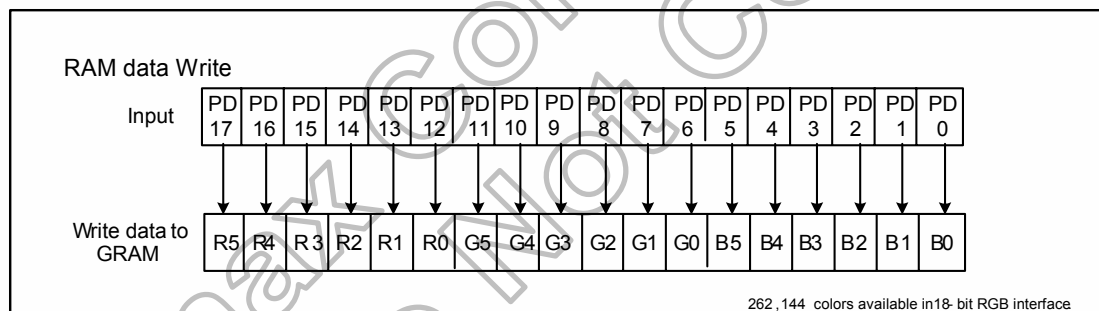 RAM data Write
Input
PD 17 PD 16 PD 15 PD 14 PD 13 PD 12 PD 11 PD 10 PD 9 PD 8 PD 7 PD 6 PD 5 PD 4 PD 3 PD 2 PD 1 PD 0
Write data to GRAM
R5 R4 R3 R2 R1 R0 G5 G4 G3 G2 G1 G0 B5 B4 B3 B2 B1 B0
262,144 colors available in18- bit RGB interface